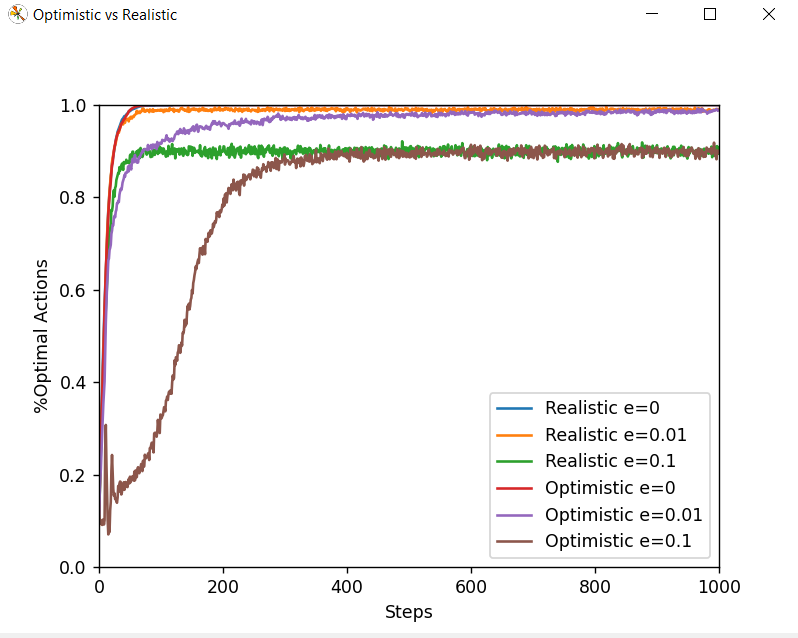 Optimistic vs Realistic
1.0
0.8
0.6
0.4
0.2
0.0
%Optimal Actions
Realistic e=0
Realistic e=0.01
Realistic e=0.1
Optimistic e=0
Optimistic e=0.01
Optimistic e=0.1
0 200 400 600 800 1000
Steps